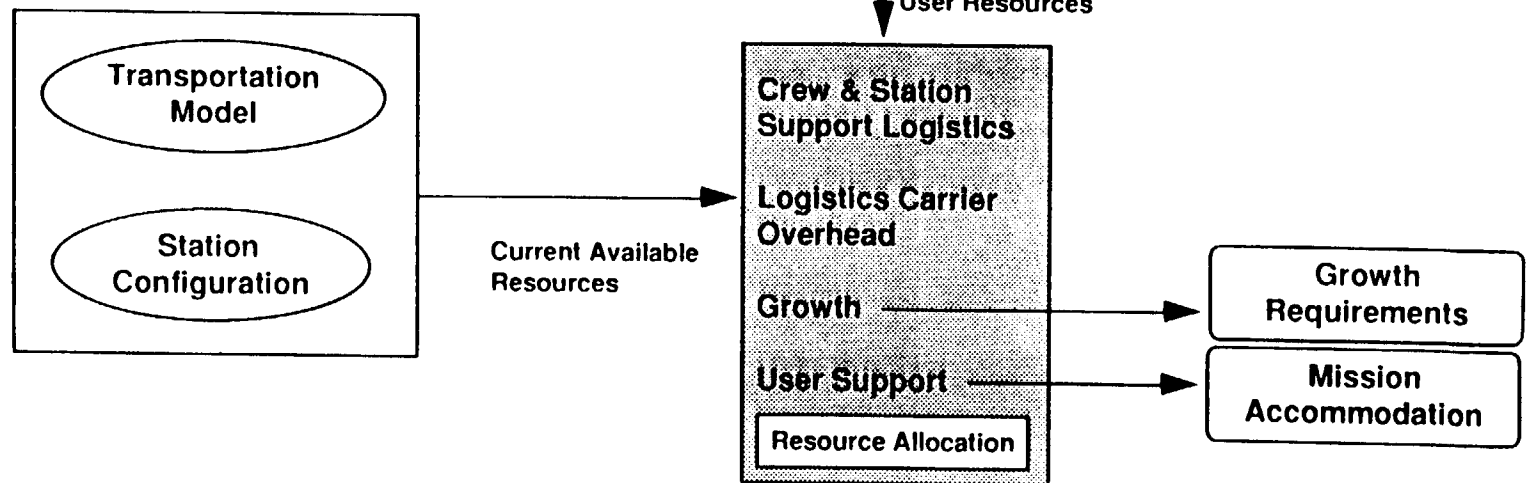 User Resources
Transportation
Model
Station
Configuration
Current Available
Resources
Crew & Station
Support Logistics
Logistics Carrier
Overhead
Growth
User Support
Resource Allocation
Growth
Requirements
Mission
Accommodation